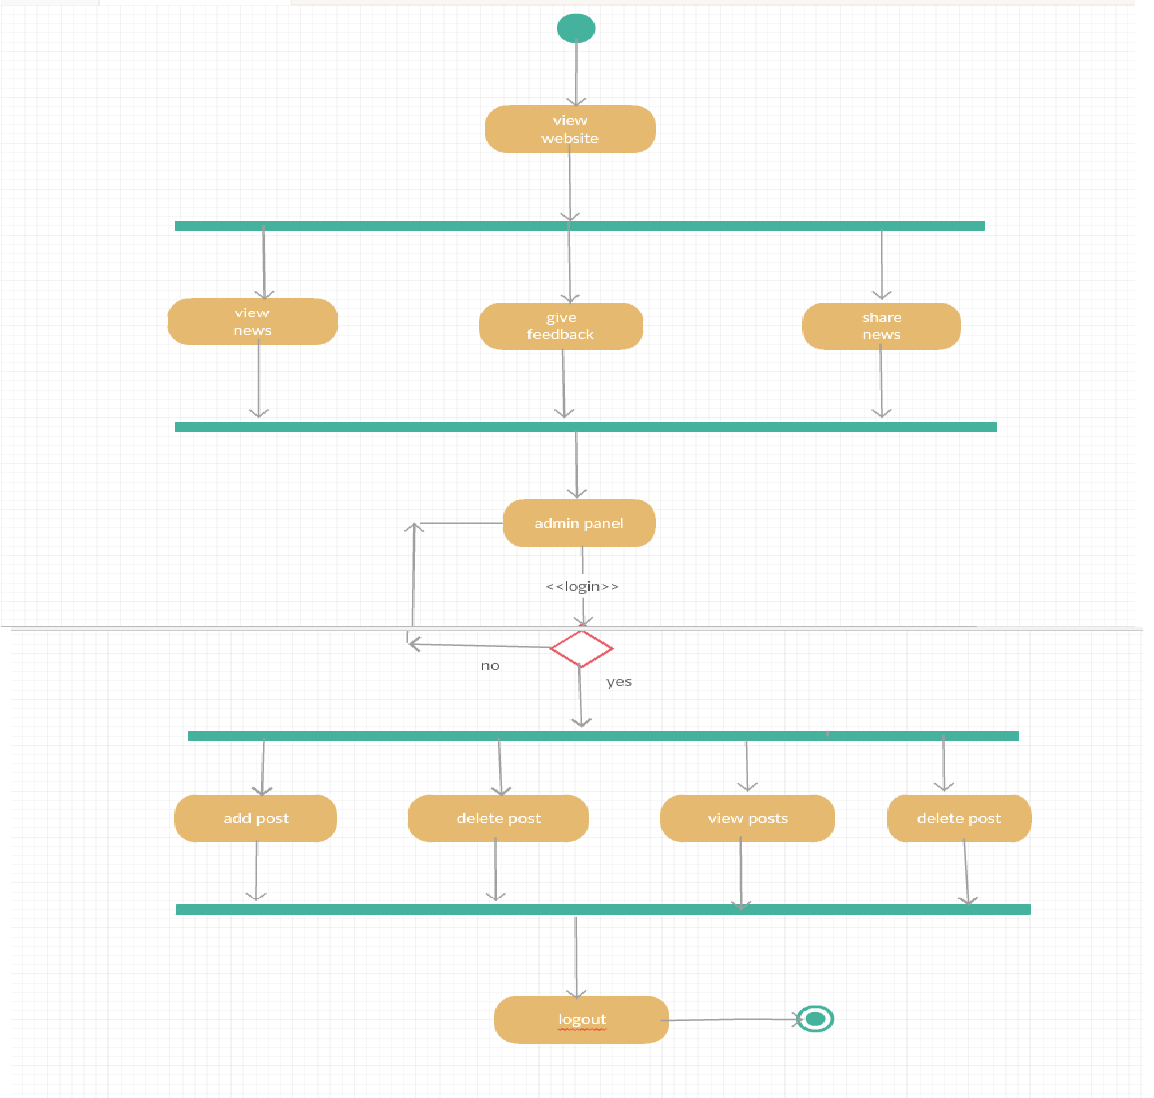 view
website
view
news
give
feedback
share
news
admin panel
<<login>>
no
yes
add post
delete post
view posts
delete post
logout